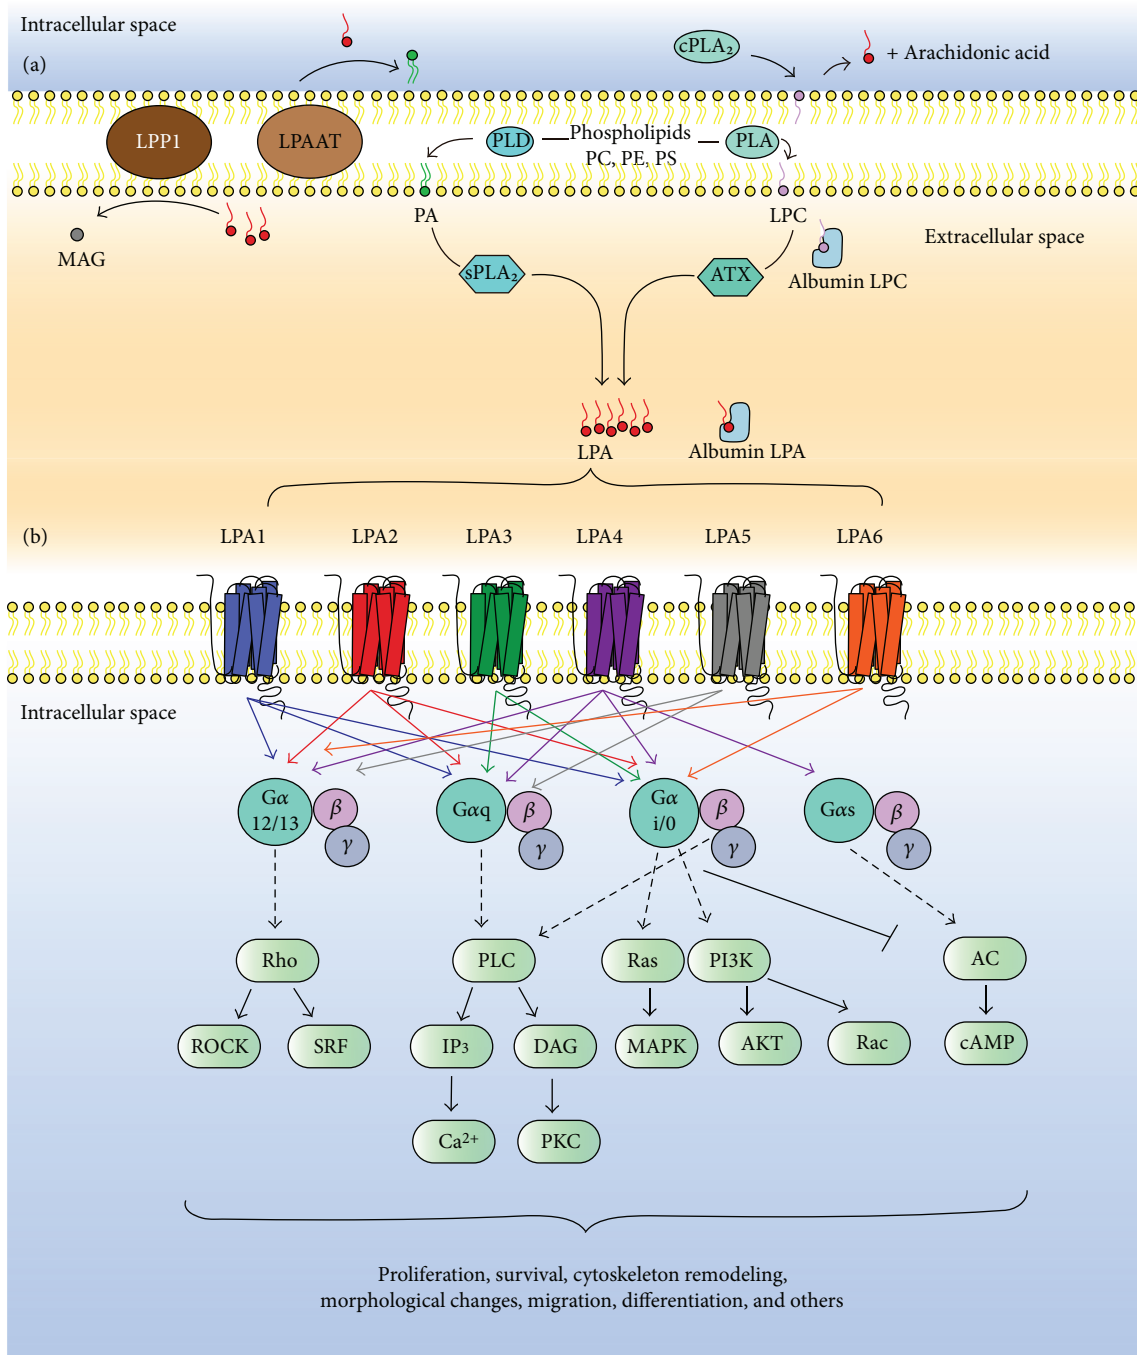 Intracellular space
(a)
cPLA₂
+ Arachidonic acid
LPP1
LPAAT
PLD
Phospholipids
PC, PE, PS
PLA
PA
LPC
Extracellular space
MAG
sPLA₂
ATX
Albumin LPC
LPA
Albumin LPA
(b)
LPA1
LPA2
LPA3
LPA4
LPA5
LPA6
Intracellular space
Gα
12/13
β
γ
Gαq
β
γ
Gα
i/0
β
γ
Gαs
β
γ
Rho
PLC
Ras
PI3K
AC
ROCK
SRF
IP₃
DAG
MAPK
AKT
Rac
cAMP
Ca²⁺
PKC
Proliferation, survival, cytoskeleton remodeling,
morphological changes, migration, differentiation, and others